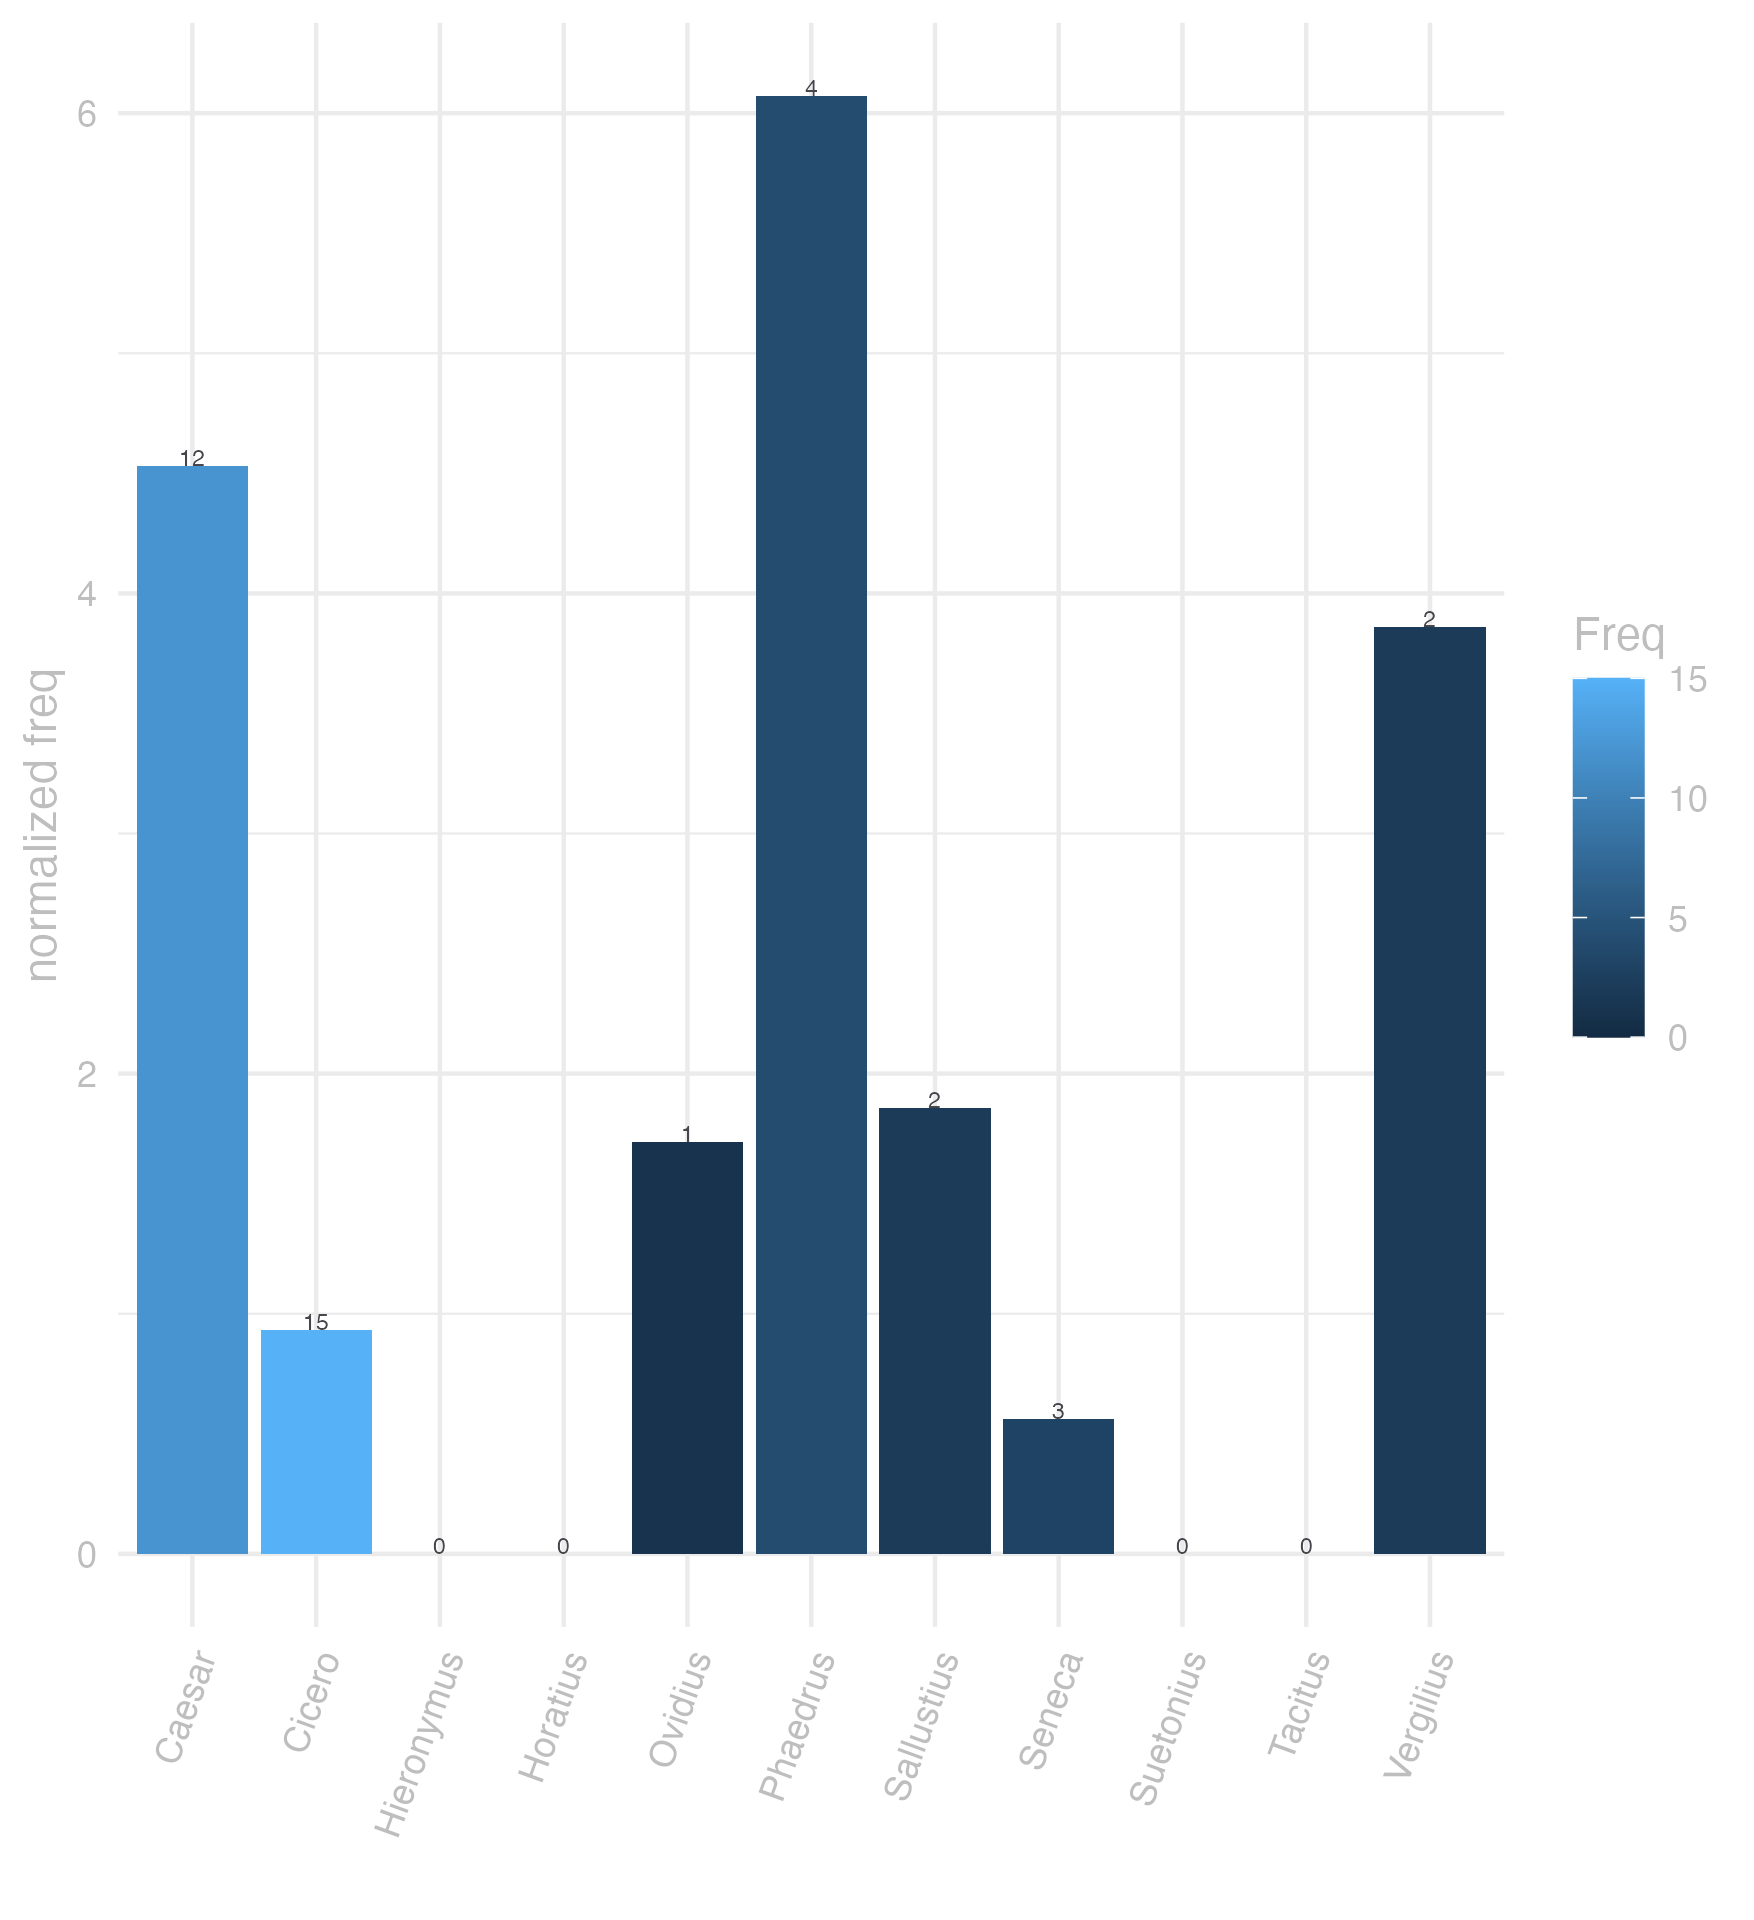 4
6
12
4
2
Freq
15
10
5
0
normalized freq
2
2
1
15
3
0
0
0
0
0
Caesar
Cicero
Hieronymus
Horatius
Ovidius
Phaedrus
Sallustius
Seneca
Suetonius
Tacitus
Vergilius